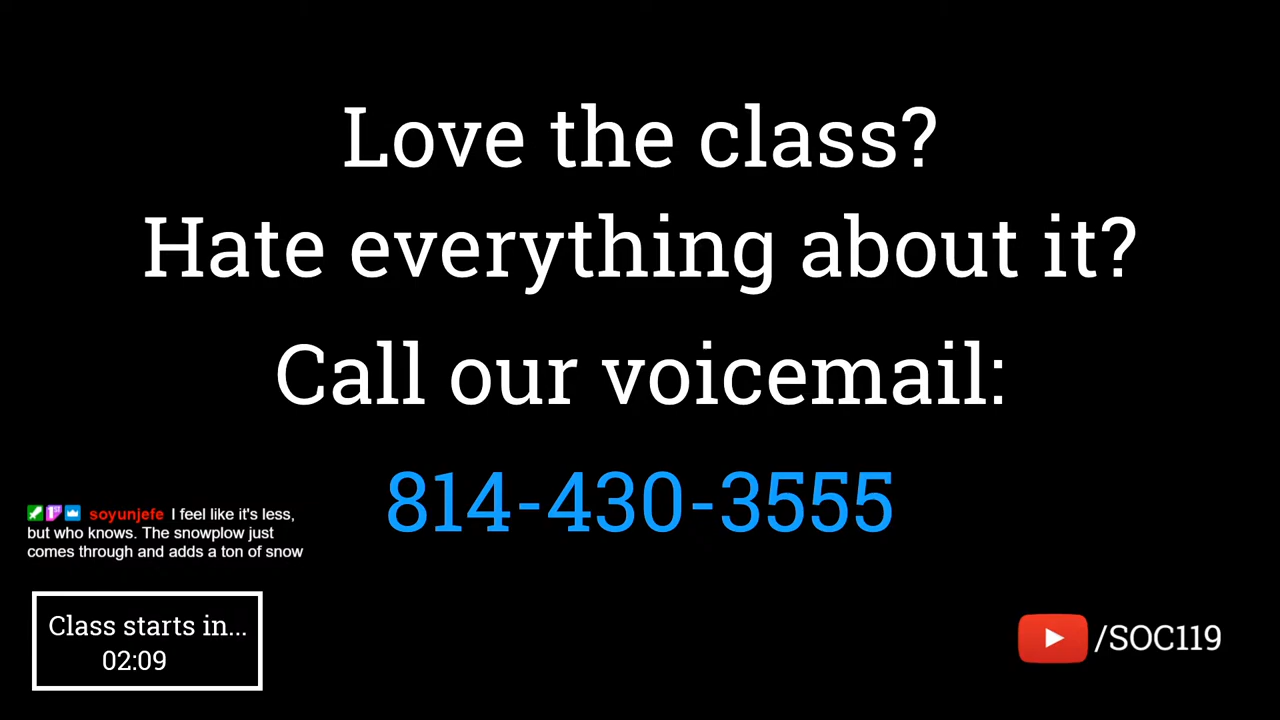 Love the class?
Hate everything about it?
Call our voicemail:
814-430-3555
soyunjefe I feel like it's less,
but who knows. The snowplow just
comes through and adds a ton of snow
Class starts in...
02:09
/SOC119